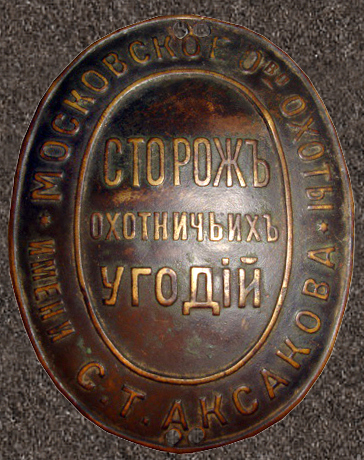 МОСКОВСКОЕ О-ВО ОХОТЫ
* ИМЕНИ С.Т. АКСАКОВА *
СТОРОЖЪ
ОХОТНИЧЬИХЪ
УГОДІЙ